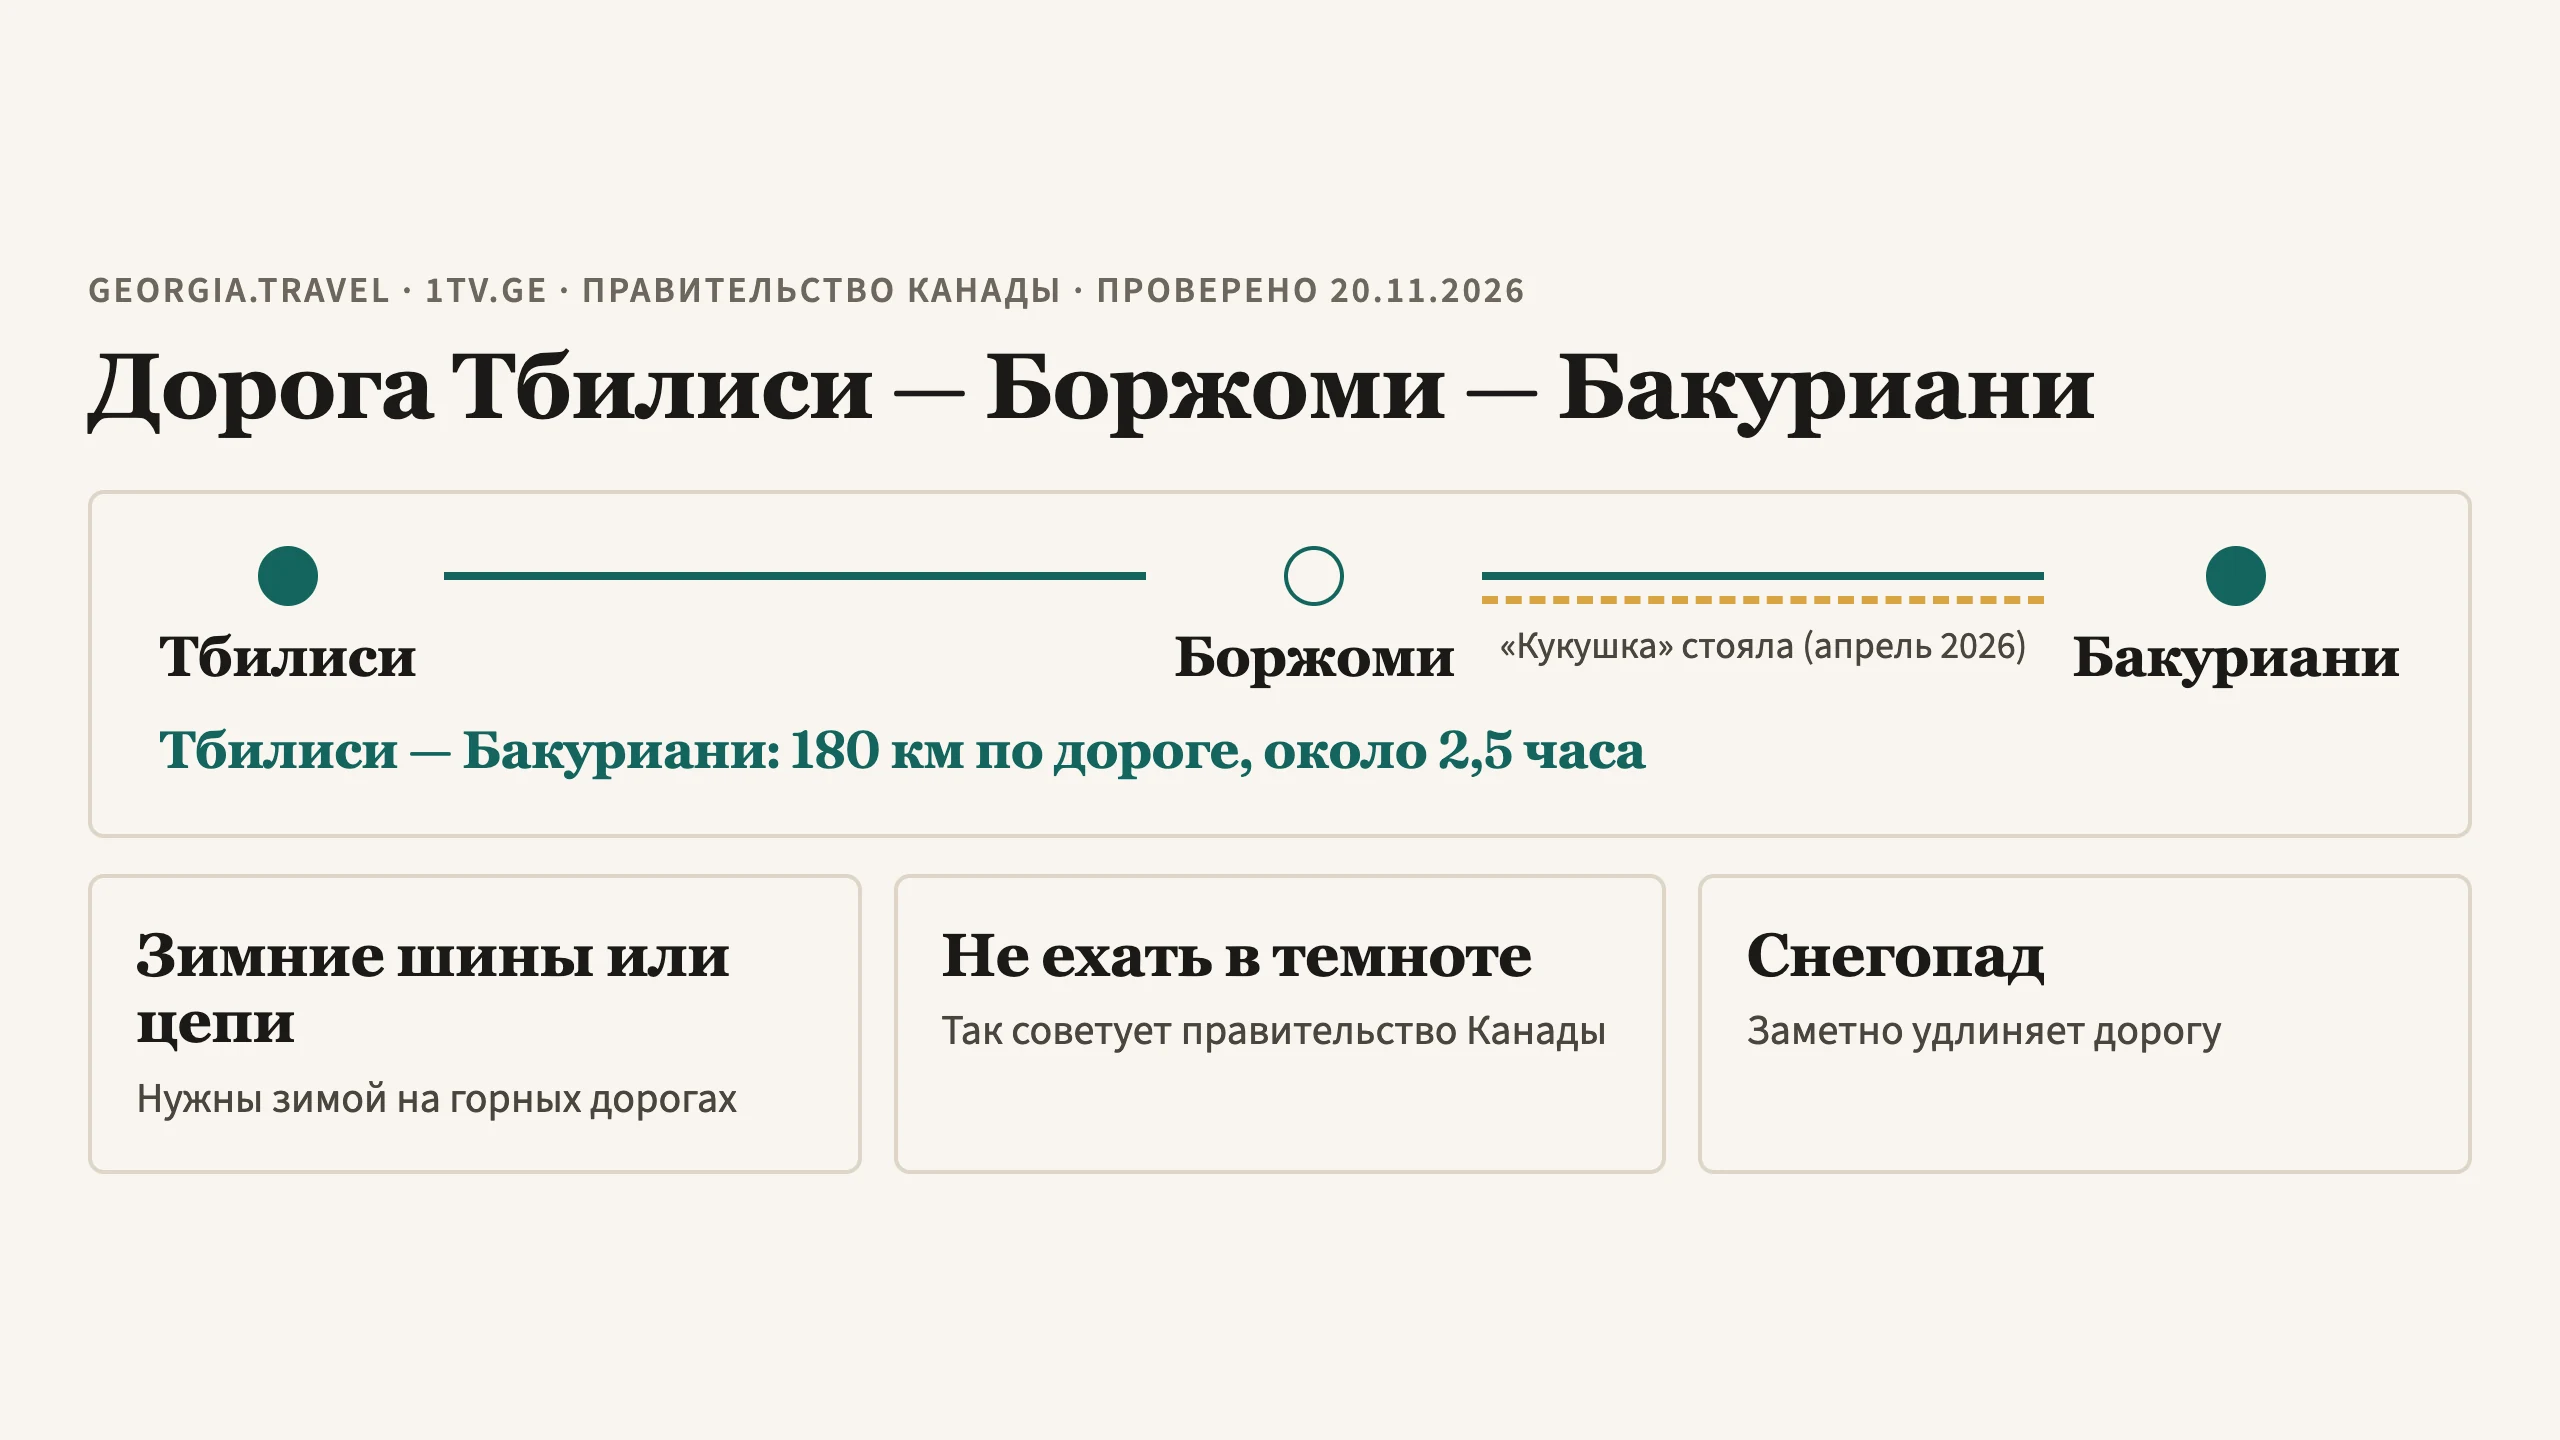 GEORGIA.TRAVEL · 1TV.GE · ПРАВИТЕЛЬСТВО КАНАДЫ · ПРОВЕРЕНО 20.11.2026
Дорога Тбилиси — Боржоми — Бакуриани
Тбилиси
Боржоми
«Кукушка» стояла (апрель 2026)
Бакуриани
Тбилиси — Бакуриани: 180 км по дороге, около 2,5 часа
Зимние шины или
цепи
Нужны зимой на горных дорогах
Не ехать в темноте
Так советует правительство Канады
Снегопад
Заметно удлиняет дорогу